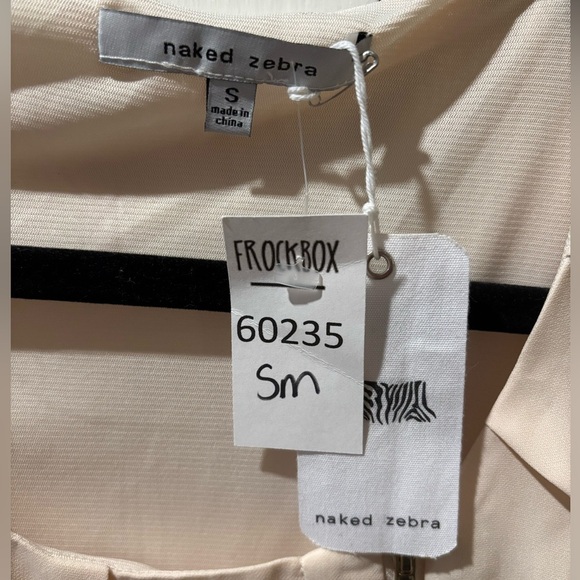 naked zebra
S
made in
china
FROCKBOX
60235
Sm
naked zebra